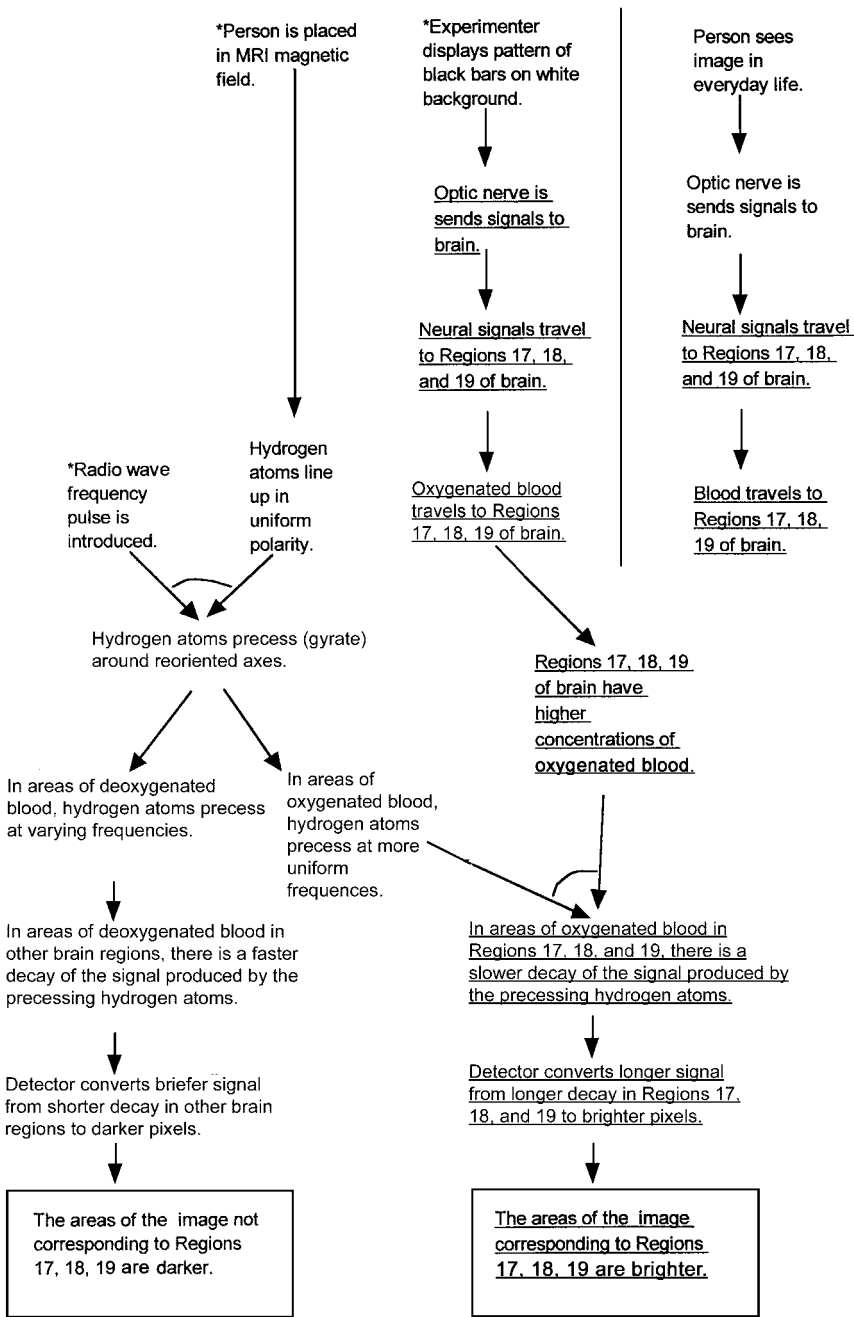 *Person is placed
in MRI magnetic
field.
*Experimenter
displays pattern of
black bars on white
background.
Person sees
image in
everyday life.
Optic nerve is
sends signals to
brain.
Optic nerve is
sends signals to
brain.
Neural signals travel
to Regions 17, 18,
and 19 of brain.
Neural signals travel
to Regions 17, 18,
and 19 of brain.
*Radio wave
frequency
pulse is
introduced.
Hydrogen
atoms line
up in
uniform
polarity.
Oxygenated blood
travels to Regions
17, 18, 19 of brain.
Blood travels to
Regions 17, 18,
19 of brain.
Hydrogen atoms precess (gyrate)
around reoriented axes.
Regions 17, 18, 19
of brain have
higher
concentrations of
oxygenated blood.
In areas of deoxygenated
blood, hydrogen atoms precess
at varying frequencies.
In areas of
oxygenated blood,
hydrogen atoms
precess at more
uniform
frequences.
In areas of deoxygenated blood in
other brain regions, there is a faster
decay of the signal produced by the
precessing hydrogen atoms.
In areas of oxygenated blood in
Regions 17, 18, and 19, there is a
slower decay of the signal produced by
the precessing hydrogen atoms.
Detector converts briefer signal
from shorter decay in other brain
regions to darker pixels.
Detector converts longer signal
from longer decay in Regions 17,
18, and 19 to brighter pixels.
The areas of the image not
corresponding to Regions
17, 18, 19 are darker.
The areas of the image
corresponding to Regions
17, 18, 19 are brighter.